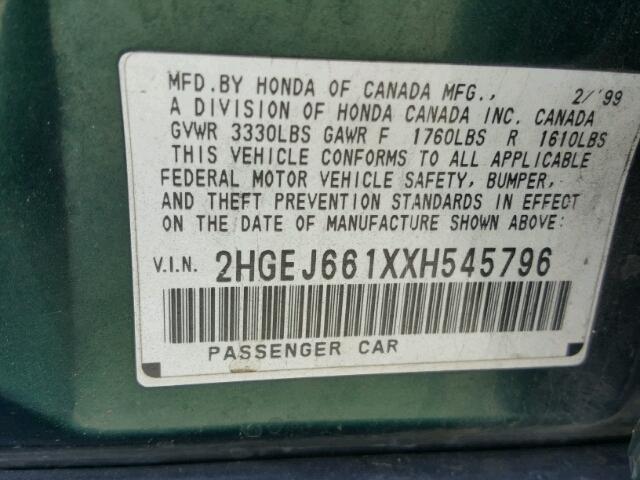 MFD.BY HONDA OF CANADA MFG., 2/'99
A DIVISION OF HONDA CANADA INC. CANADA
GVWR 3330LBS GAWR F 1760LBS R 1610LBS
THIS VEHICLE CONFORMS TO ALL APPLICABLE
FEDERAL MOTOR VEHICLE SAFETY, BUMPER,
AND THEFT PREVENTION STANDARDS IN EFFECT
ON THE DATE OF MANUFACTURE SHOWN ABOVE:
V.I.N. 2HGEJ661XXH545796
PASSENGER CAR